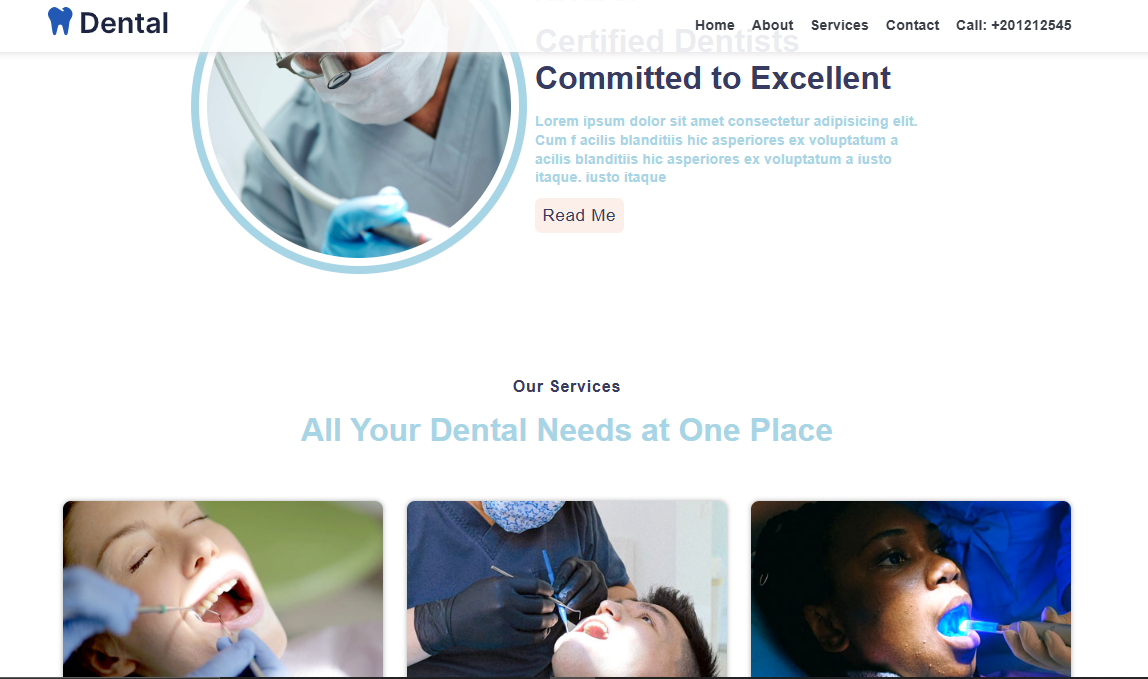 Dental
Home About Services Contact Call: +201212545
Certified Dentists
Committed to Excellent
Lorem ipsum dolor sit amet consectetur adipisicing elit.
Cum f acilis blanditiis hic asperiores ex voluptatum a
acilis blanditiis hic asperiores ex voluptatum a iusto
itaque. iusto itaque
Read Me
Our Services
All Your Dental Needs at One Place